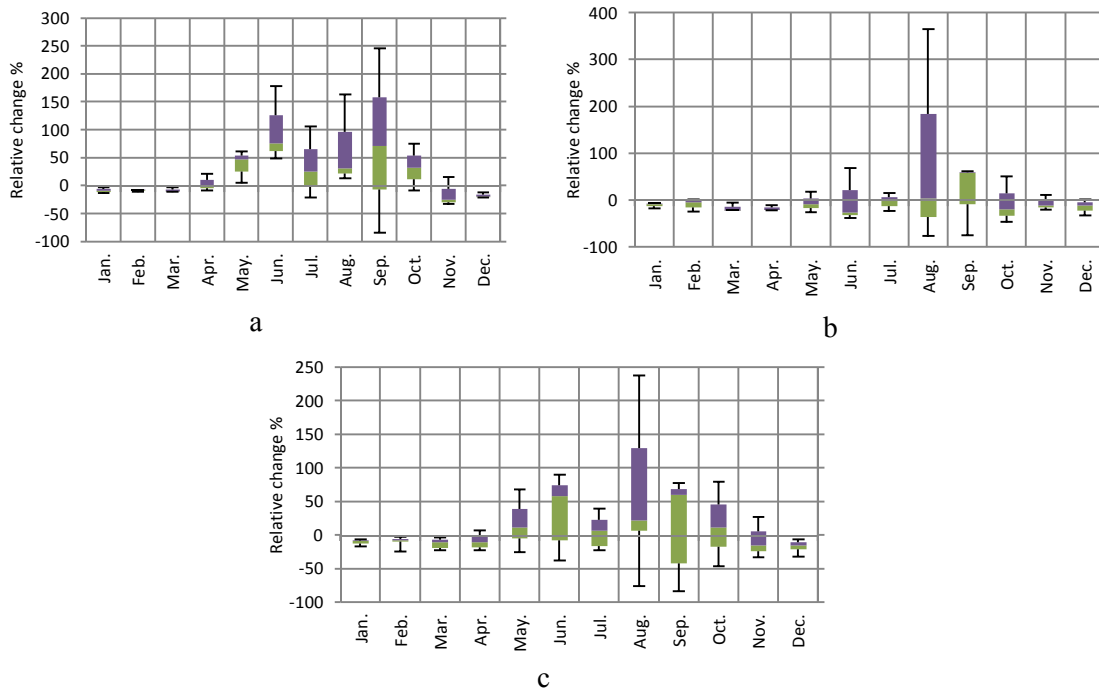 Relative change %
300
250
200
150
100
50
0
-50
-100
Jan. Feb. Mar. Apr. May. Jun. Jul. Aug. Sep. Oct. Nov. Dec.
a
Relative change %
400
300
200
100
0
-100
Jan. Feb. Mar. Apr. May. Jun. Jul. Aug. Sep. Oct. Nov. Dec.
b
Relative change %
250
200
150
100
50
0
-50
-100
Jan. Feb. Mar. Apr. May. Jun. Jul. Aug. Sep. Oct. Nov. Dec.
c